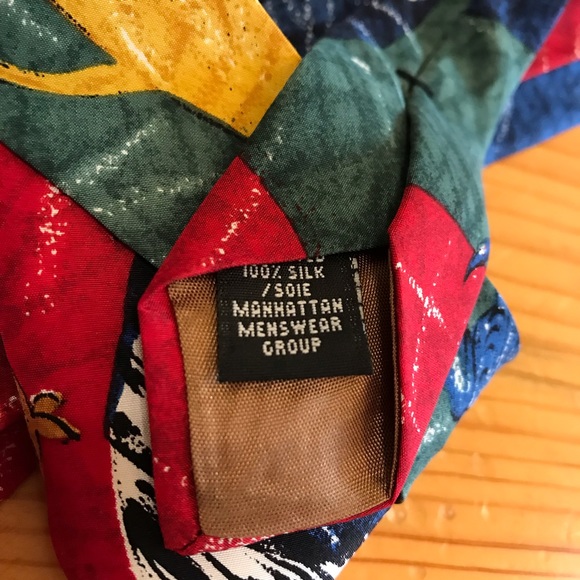 100% SILK
/SOIE
MANHATTAN
MENSWEAR
GROUP